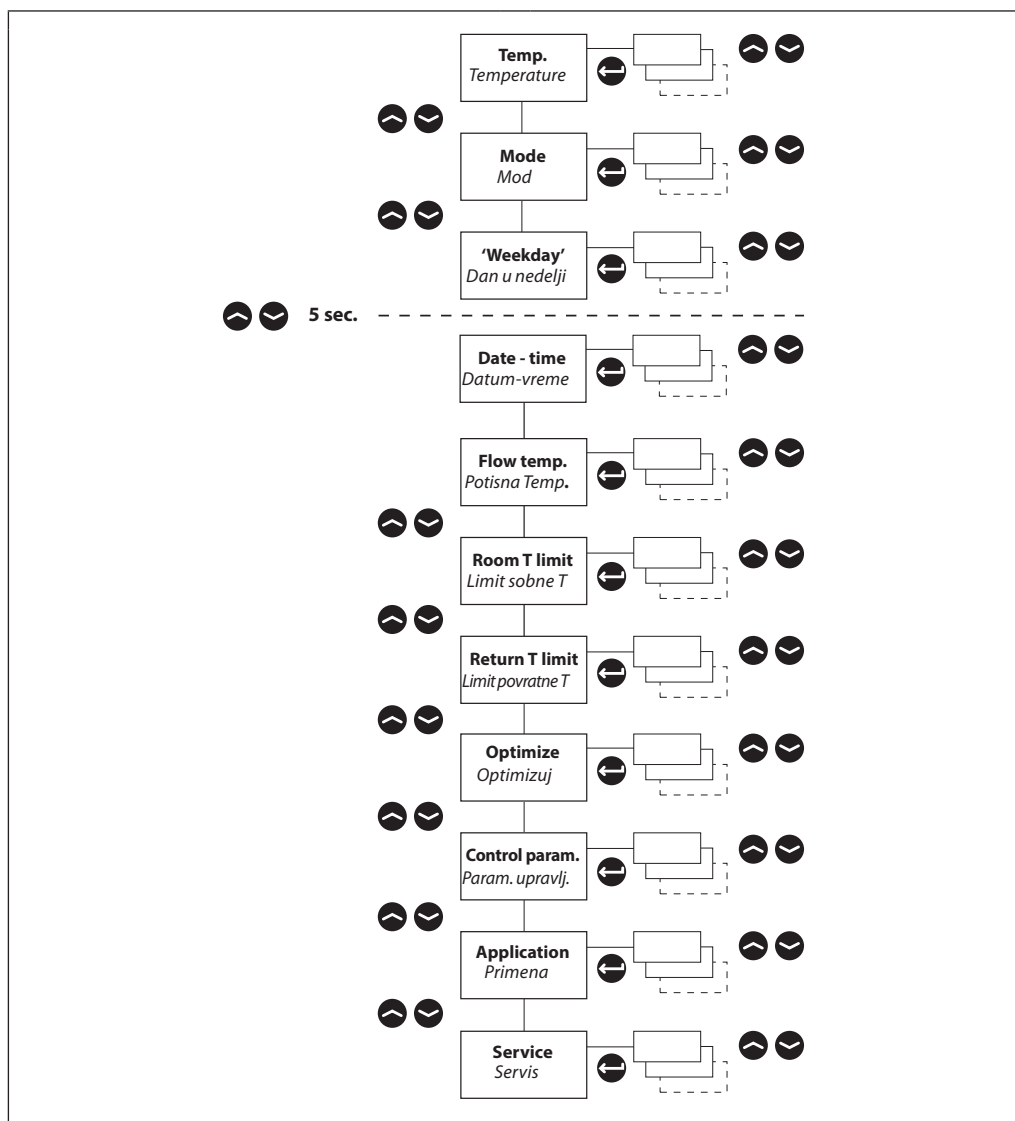 Temp.
Temperature
Mode
Mod
‘Weekday’
Dan u nedelji
5 sec.
Date - time
Datum-vreme
Flow temp.
Potisna Temp.
Room T limit
Limit sobne T
Return T limit
Limit povratne T
Optimize
Optimizuj
Control param.
Param. upravlj.
Application
Primena
Service
Servis